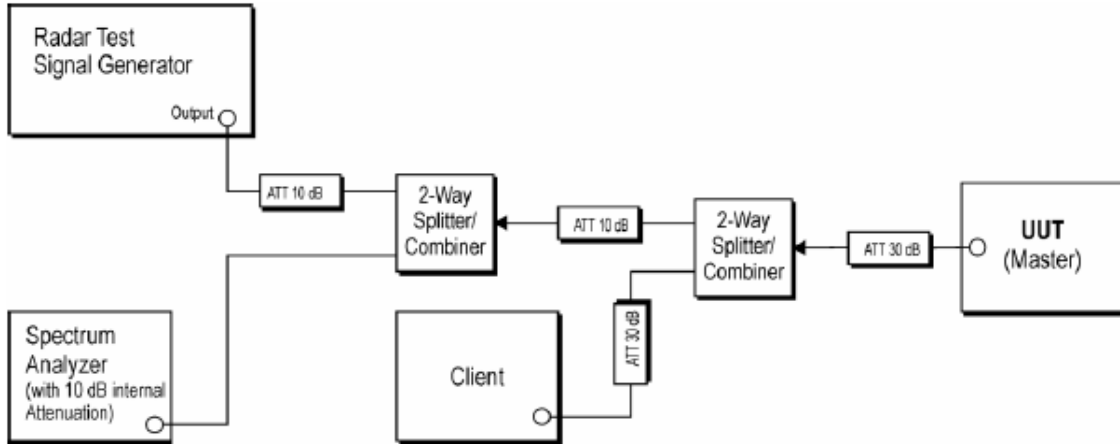 Radar Test
Signal Generator
Output
ATT 10 dB
2-Way
Splitter/
Combiner
ATT 10 dB
2-Way
Splitter/
Combiner
ATT 30 dB
UUT
(Master)
ATT 30 dB
Spectrum
Analyzer
(with 10 dB internal
Attenuation)
Client